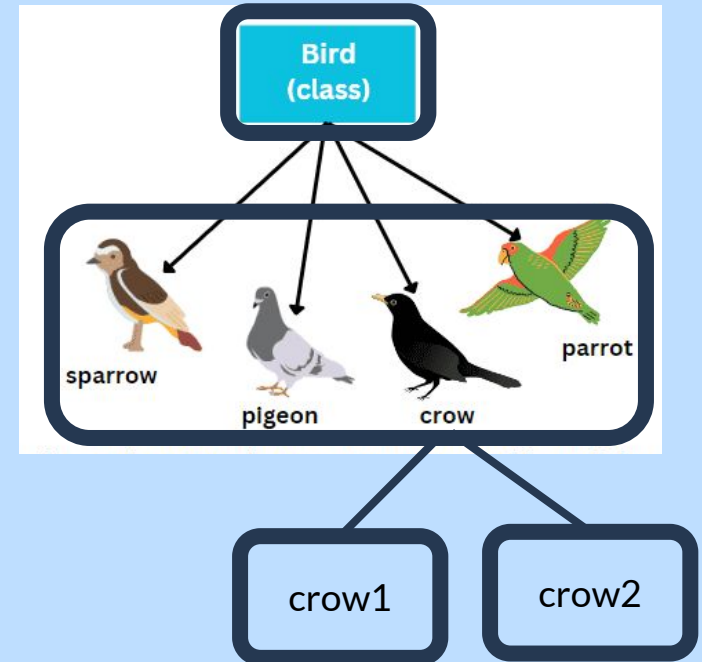 Bird
(class)
sparrow
pigeon
crow
parrot
crow1
crow2